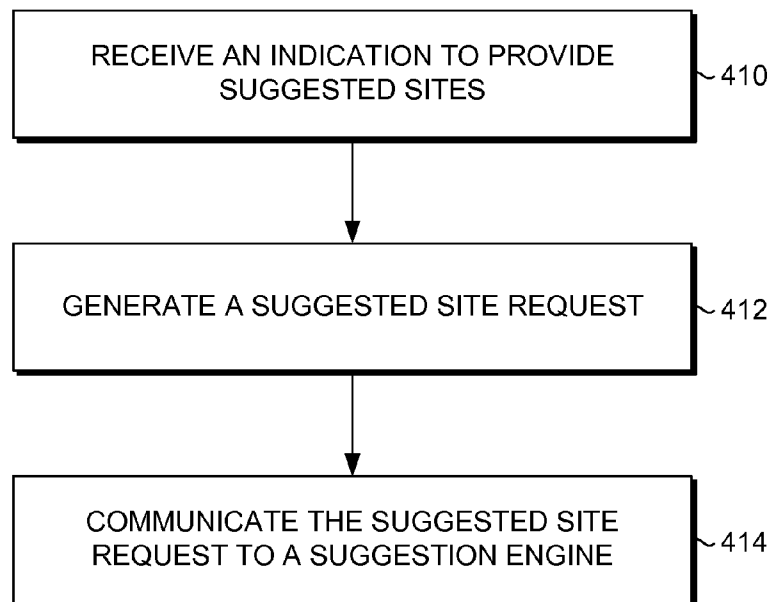 RECEIVE AN INDICATION TO PROVIDE
SUGGESTED SITES
410
GENERATE A SUGGESTED SITE REQUEST
412
COMMUNICATE THE SUGGESTED SITE
REQUEST TO A SUGGESTION ENGINE
414